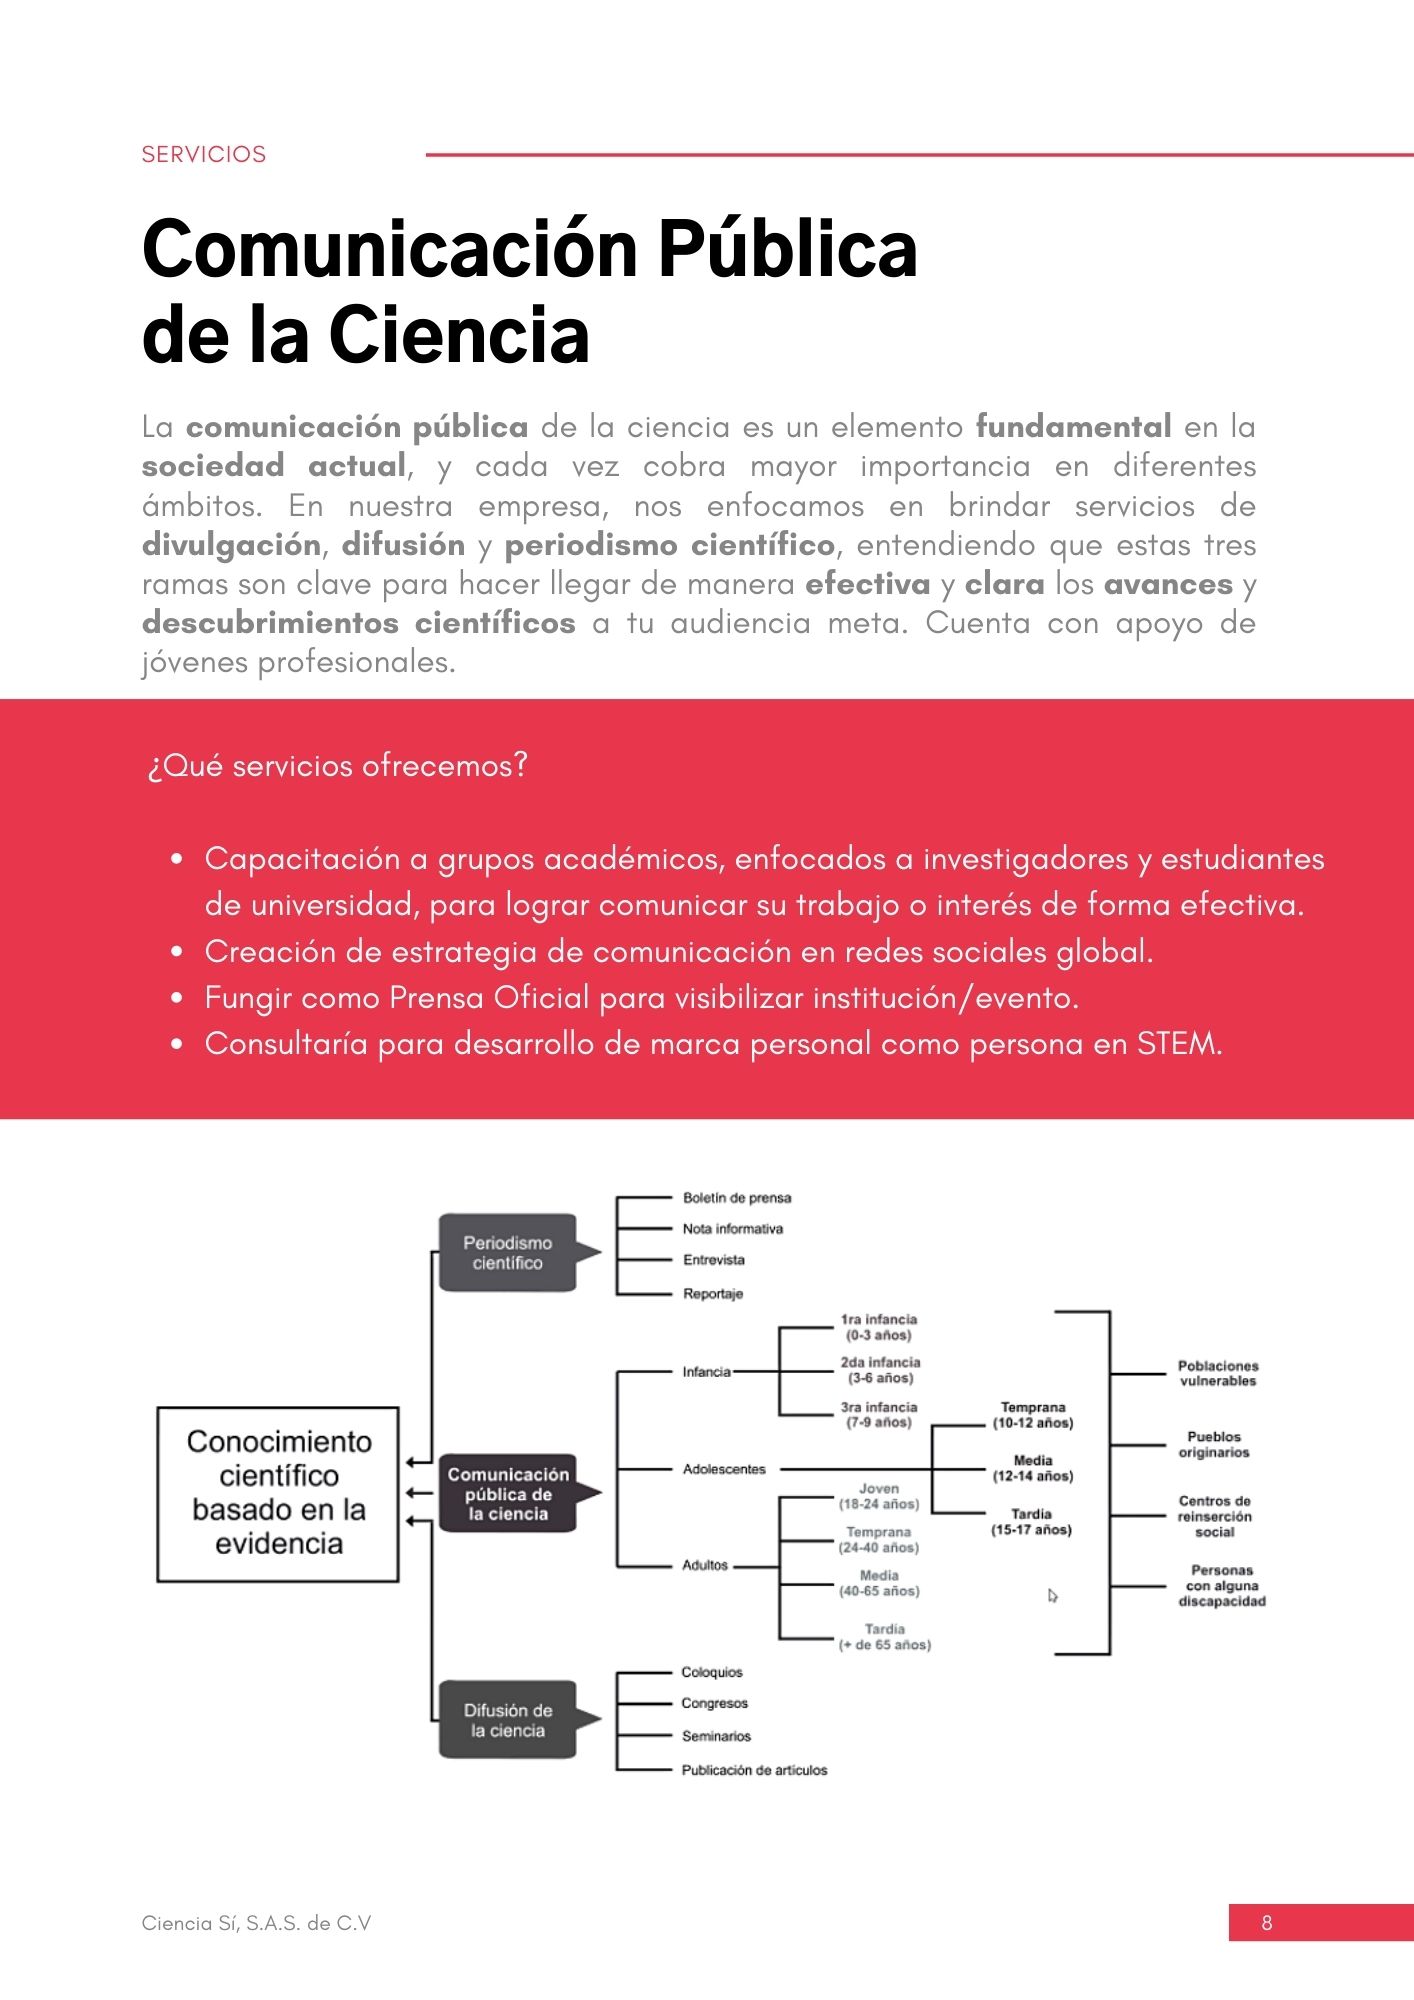 SERVICIOS
Comunicación Pública
de la Ciencia
La comunicación pública de la ciencia es un elemento fundamental en la
sociedad actual, y cada vez cobra mayor importancia en diferentes
ámbitos. En nuestra empresa, nos enfocamos en brindar servicios de
divulgación, difusión y periodismo científico, entendiendo que estas tres
ramas son clave para hacer llegar de manera efectiva y clara los avances y
descubrimientos científicos a tu audiencia meta. Cuenta con apoyo de
jóvenes profesionales.
¿Qué servicios ofrecemos?
• Capacitación a grupos académicos, enfocados a investigadores y estudiantes
de universidad, para lograr comunicar su trabajo o interés de forma efectiva.
• Creación de estrategia de comunicación en redes sociales global.
• Fungir como Prensa Oficial para visibilizar institución/evento.
• Consultaría para desarrollo de marca personal como persona en STEM.
Conocimiento
científico
basado en la
evidencia
Periodismo
científico
Boletín de prensa
Nota informativa
Entrevista
Reportaje
Comunicación
pública de
la ciencia
Infancia
1ra infancia
(0-3 años)
2da infancia
(3-6 años)
3ra infancia
(7-9 años)
Adolescentes
Temprana
(10-12 años)
Media
(12-14 años)
Tardía
(15-17 años)
Adultos
Joven
(18-24 años)
Temprana
(24-40 años)
Media
(40-65 años)
Tardía
(+ de 65 años)
Poblaciones
vulnerables
Pueblos
originarios
Centros de
reinserción
social
Personas
con alguna
discapacidad
Difusión de
la ciencia
Coloquios
Congresos
Seminarios
Publicación de artículos
Ciencia Sí, S.A.S. de C.V
8